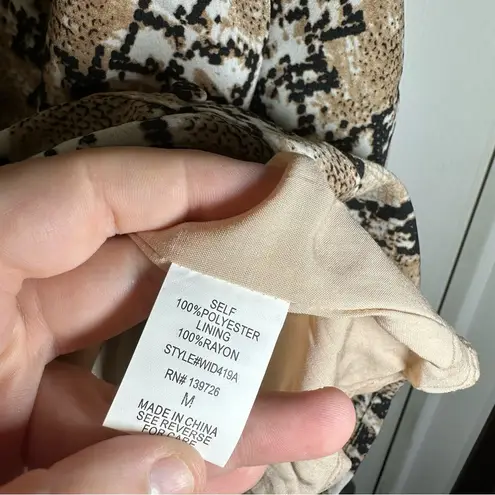 SELF
100%POLYESTER
LINING
100%RAYON
STYLE#WID419A
RN# 139726
M
MADE IN CHINA
SEE REVERSE
FOR CARE